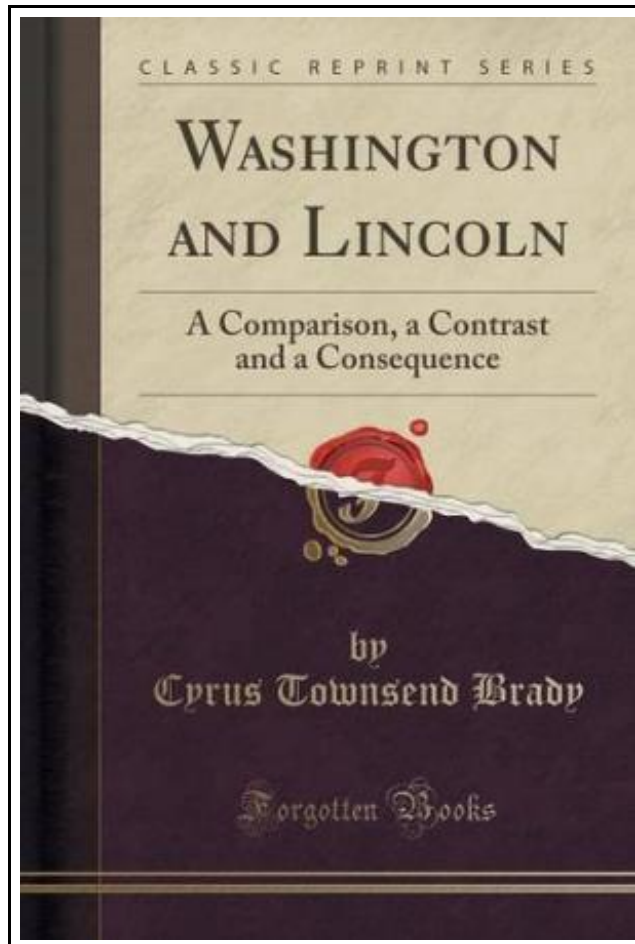 CLASSIC REPRINT SERIES
WASHINGTON
AND LINCOLN
A Comparison, a Contrast
and a Consequence
F
by
Cyrus Townsend Brady
Forgotten Books